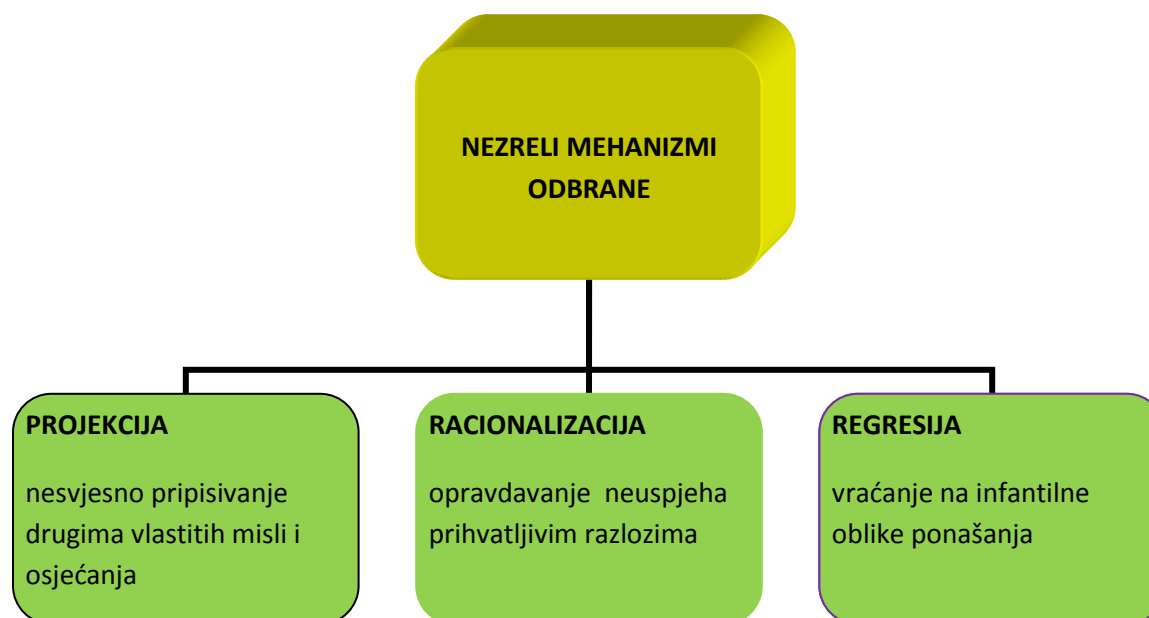 NEZRELI MEHANIZMI
ODBRANE
PROJEKCIJA
nesvjesno pripisivanje
drugima vlastitih misli i
osjećanja
RACIONALIZACIJA
opravdavanje  neuspjeha
prihvatljivim razlozima
REGRESIJA
vraćanje na infantilne
oblike ponašanja